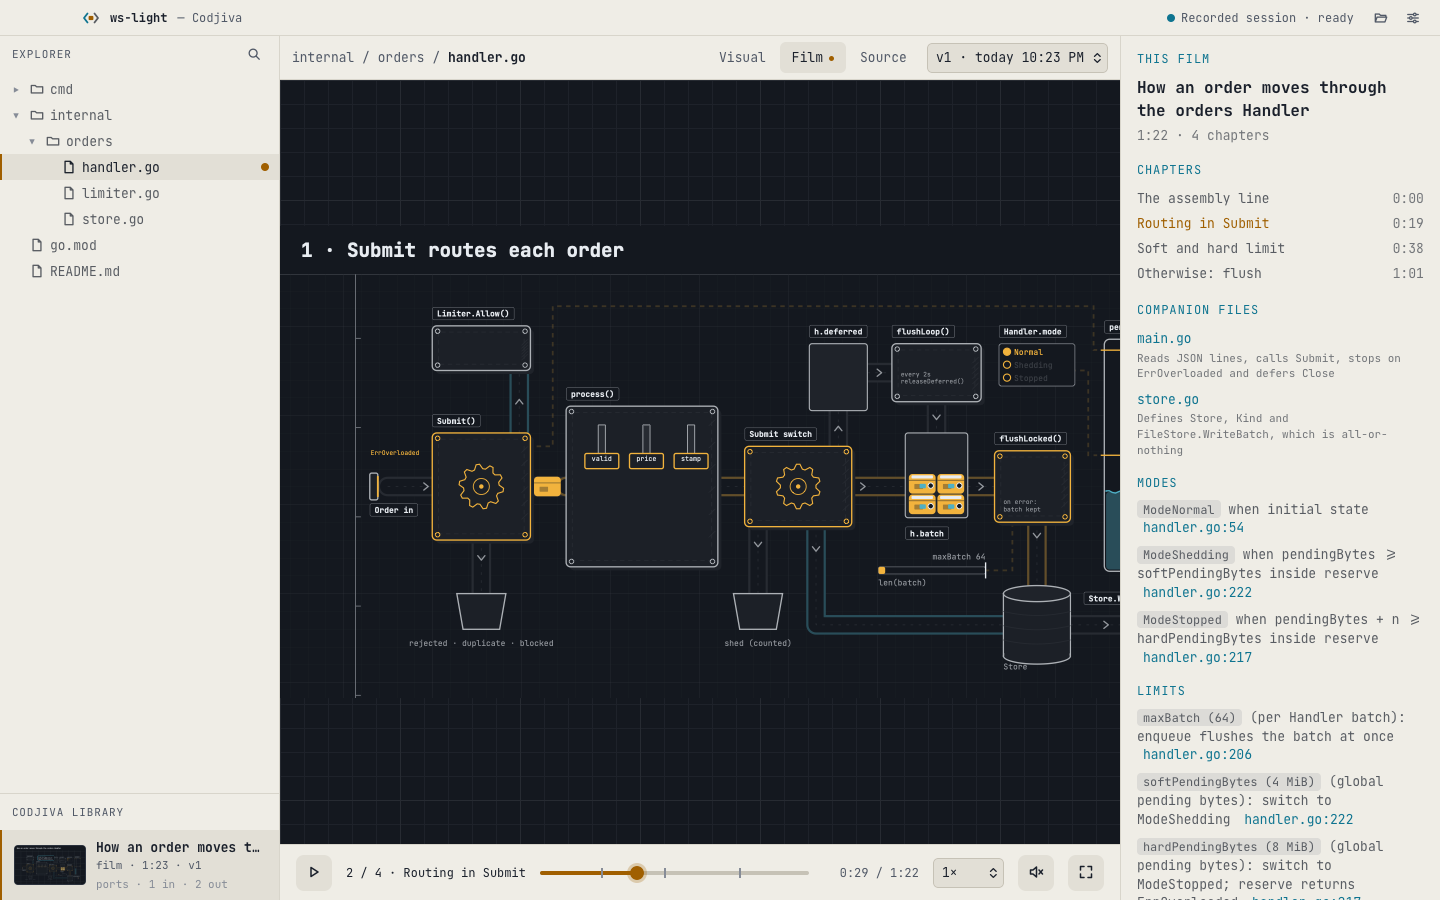 ws-light — Codjiva
Recorded session · ready
EXPLORER
cmd
internal
orders
handler.go
limiter.go
store.go
go.mod
README.md
CODJIVA LIBRARY
How an order moves t…
film · 1:23 · v1
ports · 1 in · 2 out
internal / orders / handler.go
Visual
Film
Source
v1 · today 10:23 PM
1 · Submit routes each order
Limiter.Allow()
h.deferred
flushLoop()
Handler.mode
Normal
Shedding
Stopped
every 2s
releaseDeferred()
process()
Submit()
Submit switch
flushLocked()
valid
price
stamp
ErrOverloaded
Order in
on error:
batch kept
h.batch
maxBatch 64
len(batch)
rejected · duplicate · blocked
shed (counted)
Store
2 / 4 · Routing in Submit
0:29 / 1:22
1×
THIS FILM
How an order moves through
the orders Handler
1:22 · 4 chapters
CHAPTERS
The assembly line 0:00
Routing in Submit 0:19
Soft and hard limit 0:38
Otherwise: flush 1:01
COMPANION FILES
main.go
Reads JSON lines, calls Submit, stops on
ErrOverloaded and defers Close
store.go
Defines Store, Kind and
FileStore.WriteBatch, which is all-or-
nothing
MODES
ModeNormal when initial state
handler.go:54
ModeShedding when pendingBytes ⩾
softPendingBytes inside reserve
handler.go:222
ModeStopped when pendingBytes + n ⩾
hardPendingBytes inside reserve
handler.go:217
LIMITS
maxBatch (64) (per Handler batch):
enqueue flushes the batch at once
handler.go:206
softPendingBytes (4 MiB) (global
pending bytes): switch to
ModeShedding handler.go:222
hardPendingBytes (8 MiB) (global
pending bytes): switch to
ModeStopped; reserve returns
ErrOverloaded handler.go:217